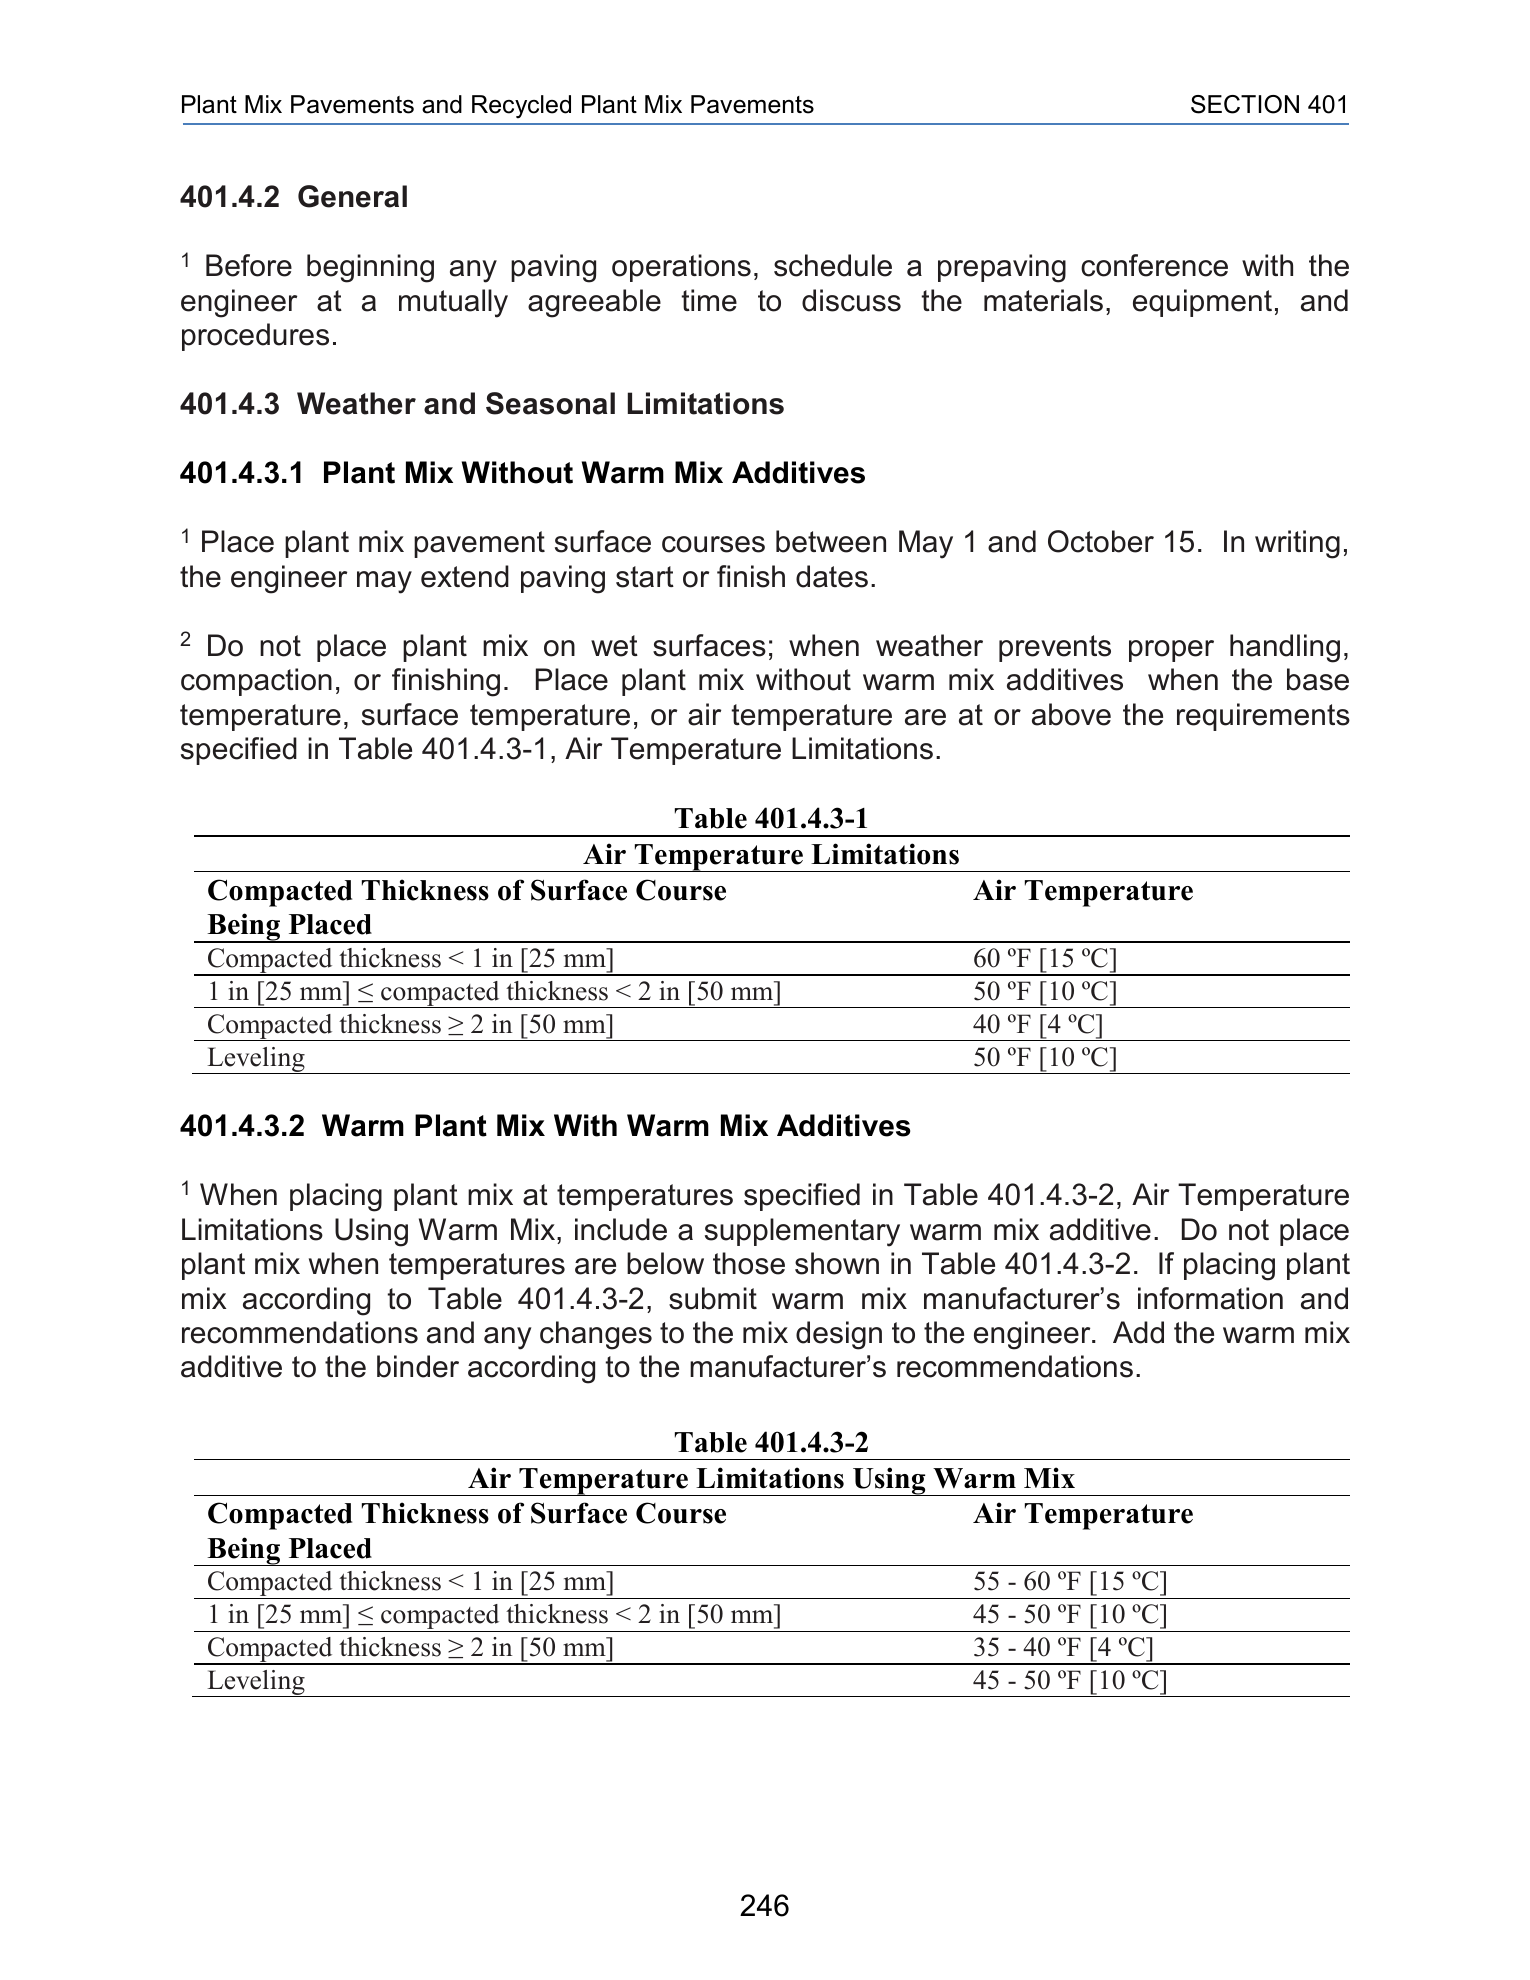 Plant Mix Pavements and Recycled Plant Mix Pavements SECTION 401
401.4.2 General
1 Before beginning any paving operations, schedule a prepaving conference with the
engineer at a mutually agreeable time to discuss the materials, equipment, and
procedures.
401.4.3 Weather and Seasonal Limitations
401.4.3.1 Plant Mix Without Warm Mix Additives
1 Place plant mix pavement surface courses between May 1 and October 15. In writing,
the engineer may extend paving start or finish dates.
2 Do not place plant mix on wet surfaces; when weather prevents proper handling,
compaction, or finishing. Place plant mix without warm mix additives when the base
temperature, surface temperature, or air temperature are at or above the requirements
specified in Table 401.4.3-1, Air Temperature Limitations.
Table 401.4.3-1
Air Temperature Limitations
Compacted Thickness of Surface Course Air Temperature
Being Placed
Compacted thickness < 1 in [25 mm] 60 ºF [15 ºC]
1 in [25 mm] ≤ compacted thickness < 2 in [50 mm] 50 ºF [10 ºC]
Compacted thickness ≥ 2 in [50 mm] 40 ºF [4 ºC]
Leveling 50 ºF [10 ºC]
401.4.3.2 Warm Plant Mix With Warm Mix Additives
1 When placing plant mix at temperatures specified in Table 401.4.3-2, Air Temperature
Limitations Using Warm Mix, include a supplementary warm mix additive. Do not place
plant mix when temperatures are below those shown in Table 401.4.3-2. If placing plant
mix according to Table 401.4.3-2, submit warm mix manufacturer’s information and
recommendations and any changes to the mix design to the engineer. Add the warm mix
additive to the binder according to the manufacturer’s recommendations.
Table 401.4.3-2
Air Temperature Limitations Using Warm Mix
Compacted Thickness of Surface Course Air Temperature
Being Placed
Compacted thickness < 1 in [25 mm] 55 - 60 ºF [15 ºC]
1 in [25 mm] ≤ compacted thickness < 2 in [50 mm] 45 - 50 ºF [10 ºC]
Compacted thickness ≥ 2 in [50 mm] 35 - 40 ºF [4 ºC]
Leveling 45 - 50 ºF [10 ºC]
246